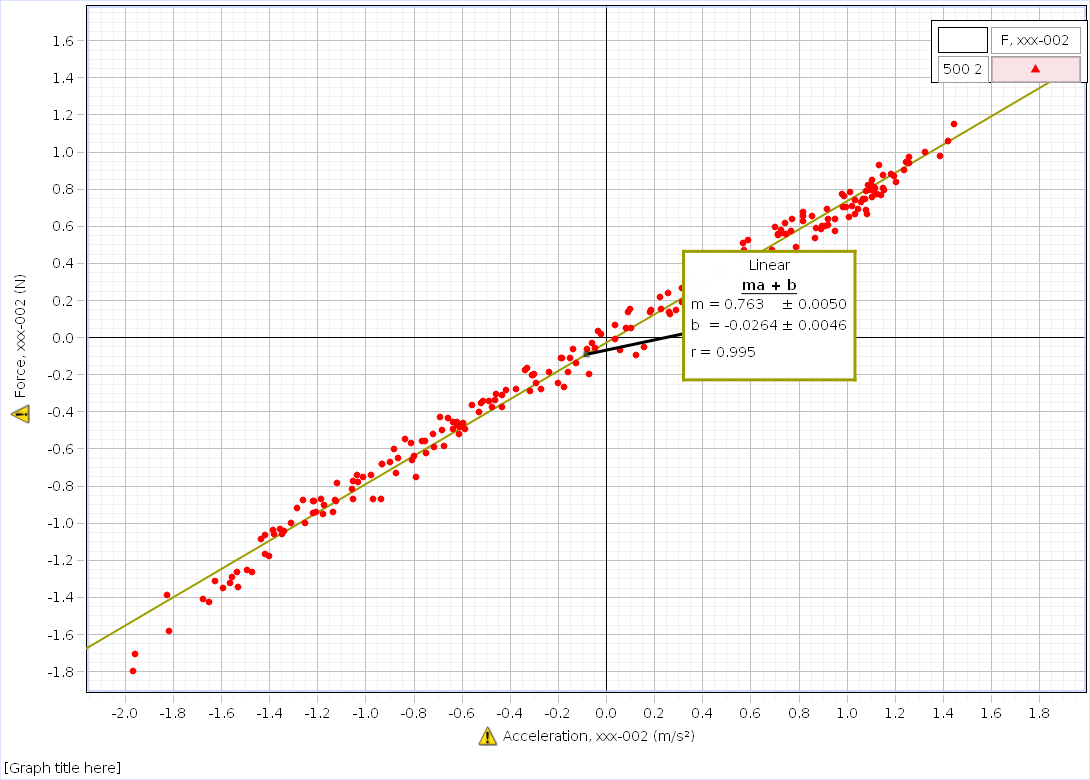 F, xxx-002
500 2
1.6
1.4
1.2
1.0
0.8
0.6
0.4
0.2
0.0
-0.2
-0.4
-0.6
-0.8
-1.0
-1.2
-1.4
-1.6
-1.8
Force, xxx-002 (N)
Linear
ma + b
m = 0.763 ± 0.0050
b = -0.0264 ± 0.0046
r = 0.995
-2.0 -1.8 -1.6 -1.4 -1.2 -1.0 -0.8 -0.6 -0.4 -0.2 0.0 0.2 0.4 0.6 0.8 1.0 1.2 1.4 1.6 1.8
Acceleration, xxx-002 (m/s²)
[Graph title here]